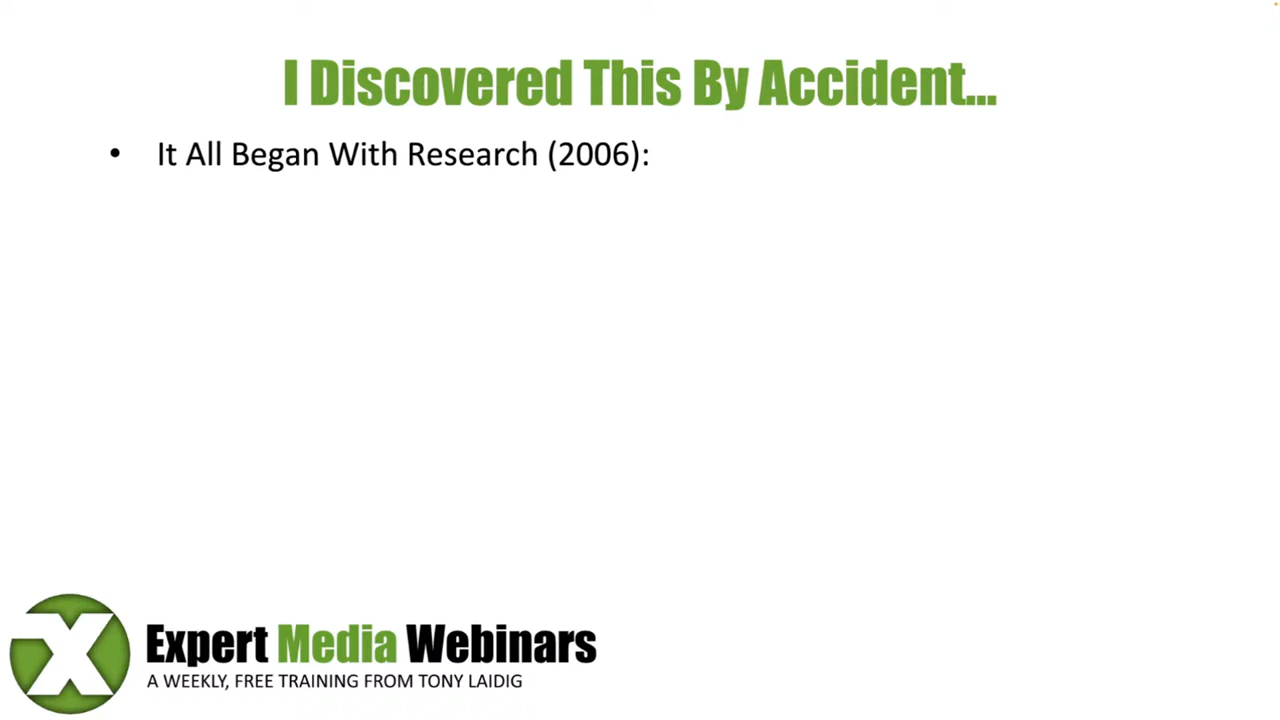 I Discovered This By Accident...
• It All Began With Research (2006):
Expert Media Webinars
A WEEKLY, FREE TRAINING FROM TONY LAIDIG